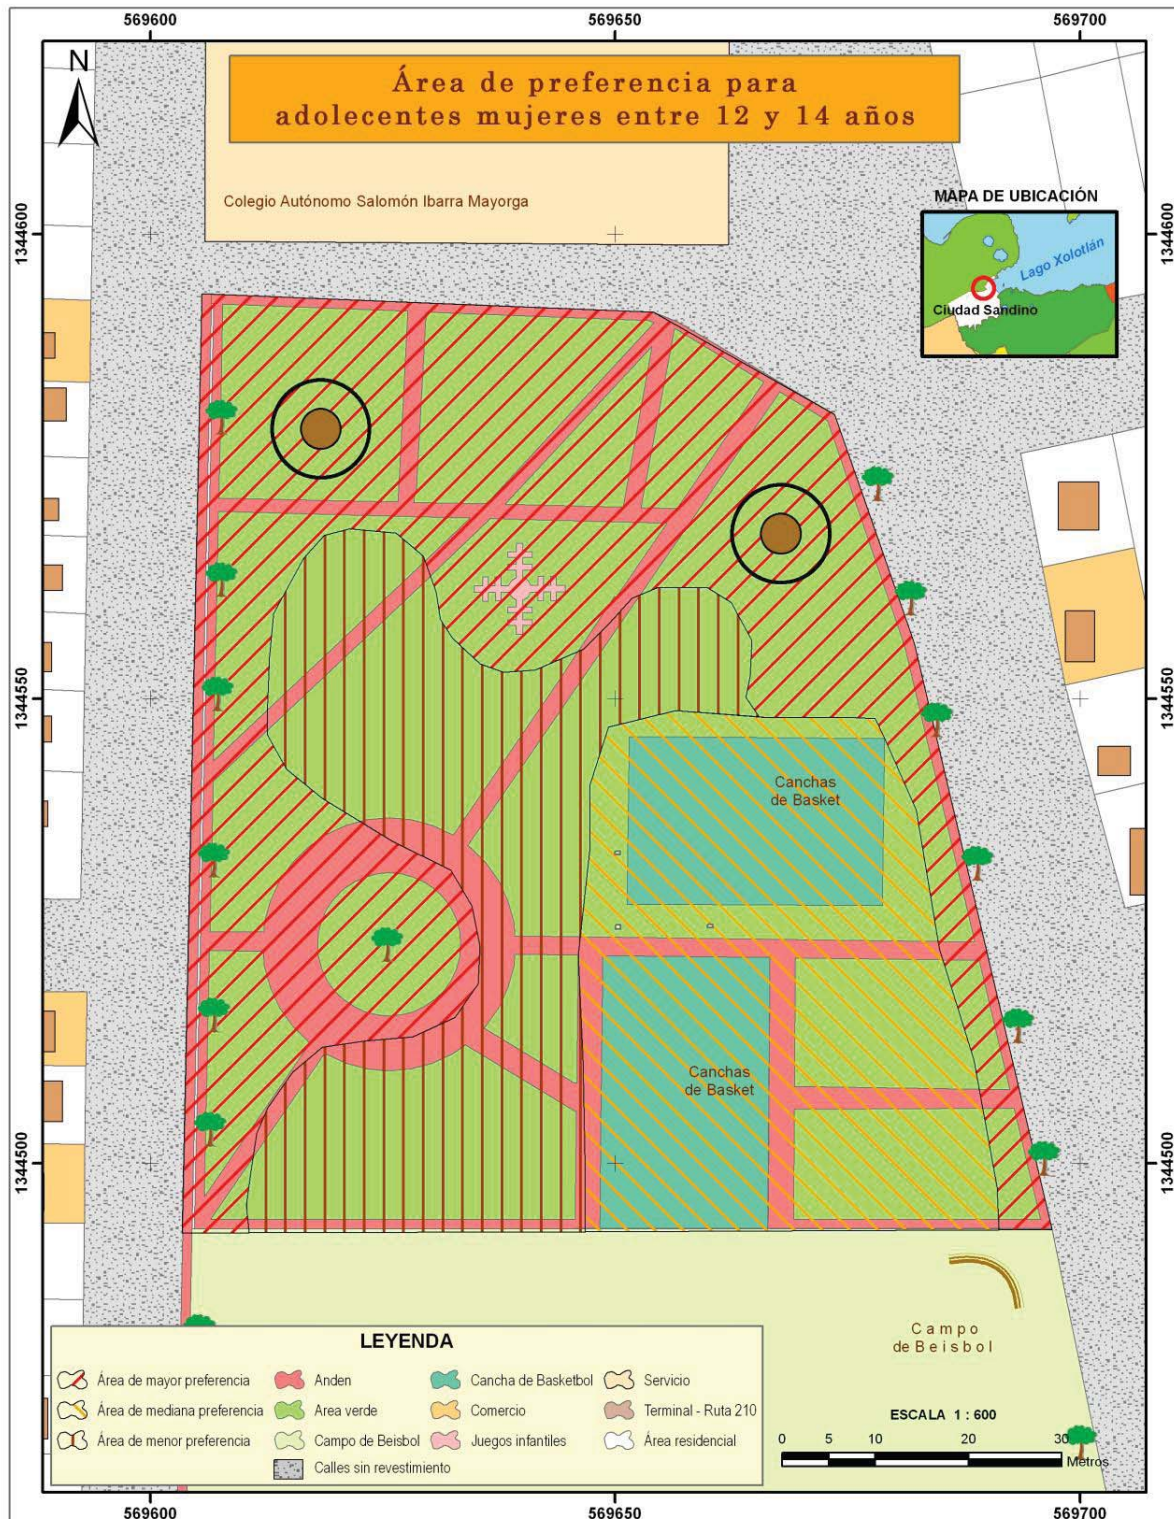 569600
569650
569700
N
Área de preferencia para
adolecentes mujeres entre 12 y 14 años
Colegio Autónomo Salomón Ibarra Mayorga
MAPA DE UBICACIÓN
Lago Xolotlán
Ciudad Sandino
1344600
1344600
1344550
1344550
Canchas
de Basket
Canchas
de Basket
1344500
1344500
Campo
de Beisbol
LEYENDA
Área de mayor preferencia
Anden
Cancha de Basketbol
Servicio
Área de mediana preferencia
Area verde
Comercio
Terminal - Ruta 210
Área de menor preferencia
Campo de Beisbol
Juegos infantiles
Área residencial
Calles sin revestimiento
ESCALA 1 : 600
0 5 10 20 30
Metros
569600
569650
569700